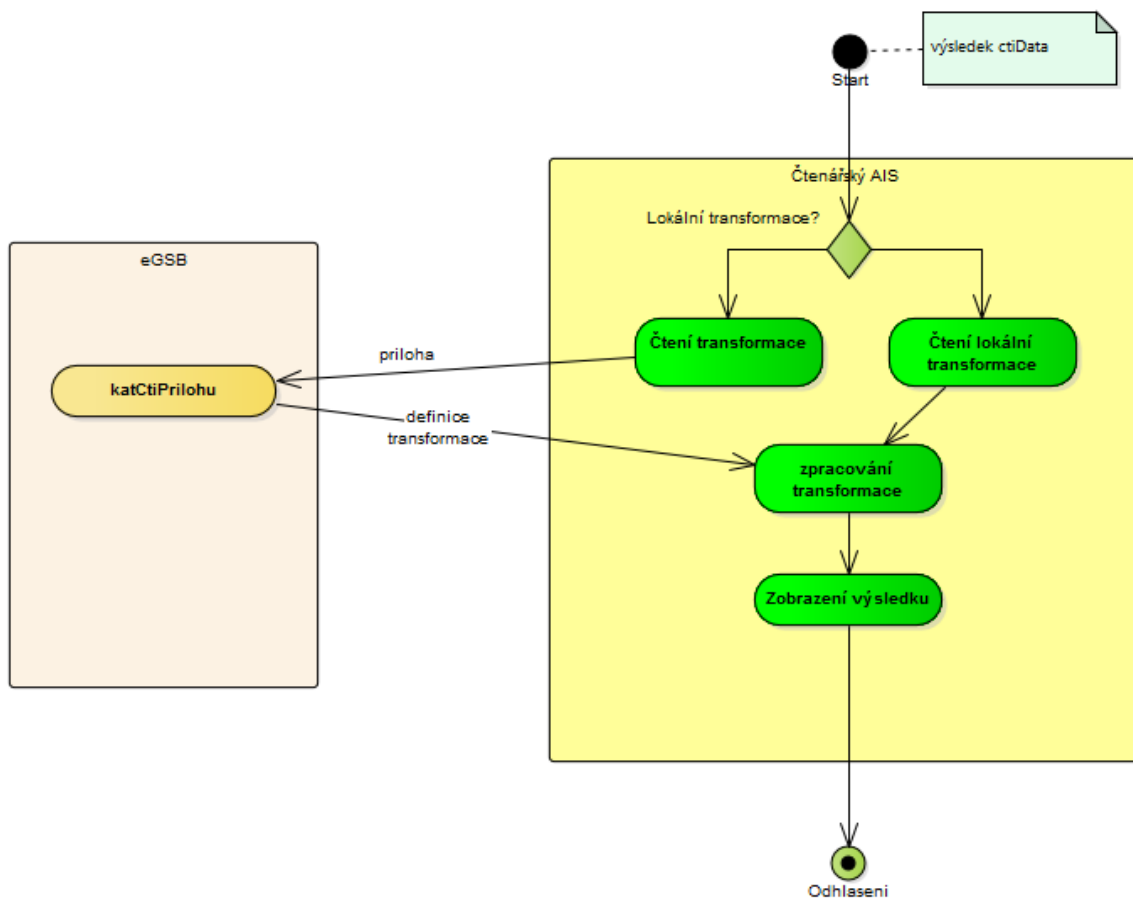 výsledek ctiData
Start
Čtenářský AIS
Lokální transformace?
eGSB
Čtení transformace
Čtení lokální
transformace
priloha
katCtiPrilohu
definice
transformace
zpracování
transformace
Zobrazení výsledku
Odhlaseni